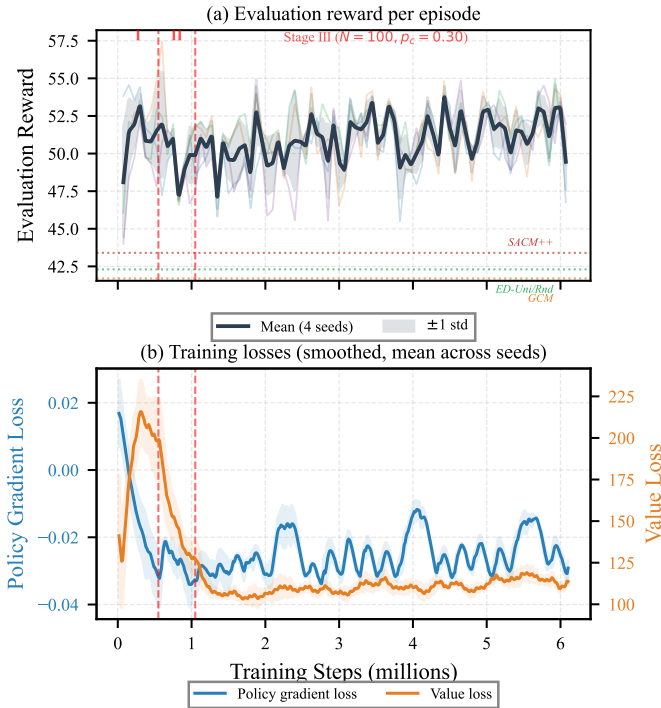 (a) Evaluation reward per episode
I II Stage III (N = 100, p_c = 0.30)
57.5
55.0
52.5
50.0
47.5
45.0
42.5
Evaluation Reward
SACM++
ED-Uni/Rnd
GCM
Mean (4 seeds) ±1 std
(b) Training losses (smoothed, mean across seeds)
0.02
0.00
−0.02
−0.04
Policy Gradient Loss
225
200
175
150
125
100
Value Loss
0 1 2 3 4 5 6
Training Steps (millions)
Policy gradient loss Value loss